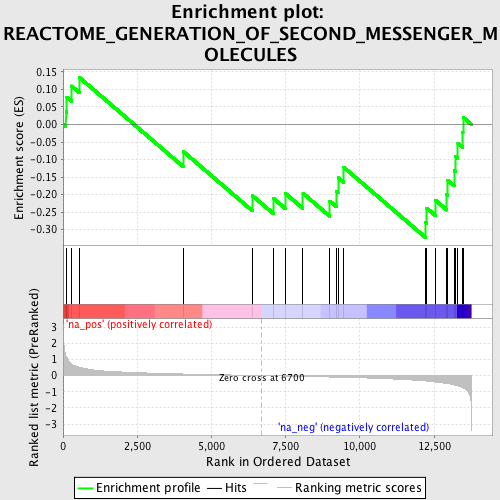 Enrichment plot:
REACTOME_GENERATION_OF_SECOND_MESSENGER_M
OLECULES
Enrichment score (ES)
0.15
0.10
0.05
0.00
-0.05
-0.10
-0.15
-0.20
-0.25
-0.30
'na_pos' (positively correlated)
Ranked list metric (PreRanked)
3
2
1
0
-1
-2
-3
Zero cross at 6700
'na_neg' (negatively correlated)
0
2,500
5,000
7,500
10,000
12,500
Rank in Ordered Dataset
Enrichment profile
Hits
Ranking metric scores